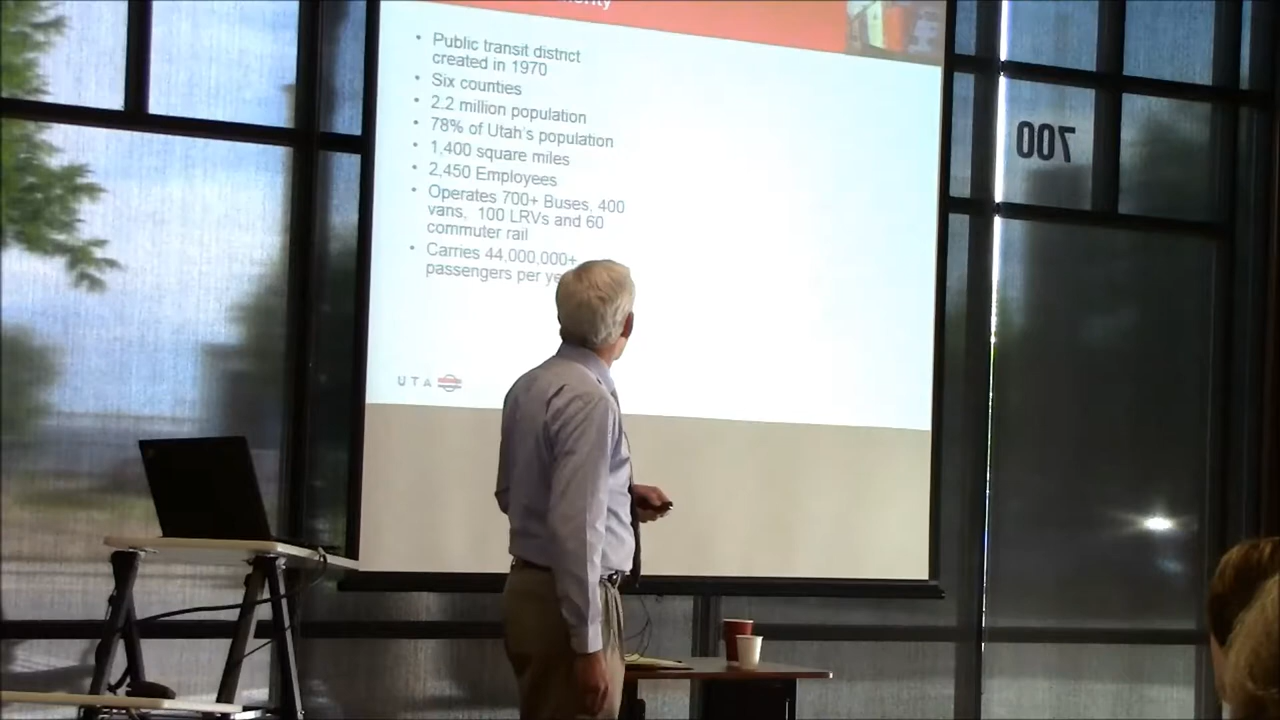 • Public transit district
created in 1970
• Six counties
• 2.2 million population
• 78% of Utah's population
• 1,400 square miles
• 2,450 Employees
• Operates 700+ Buses, 400
vans, 100 LRVs and 60
commuter rail
• Carries 44,000,000+
passengers per
UTA
700